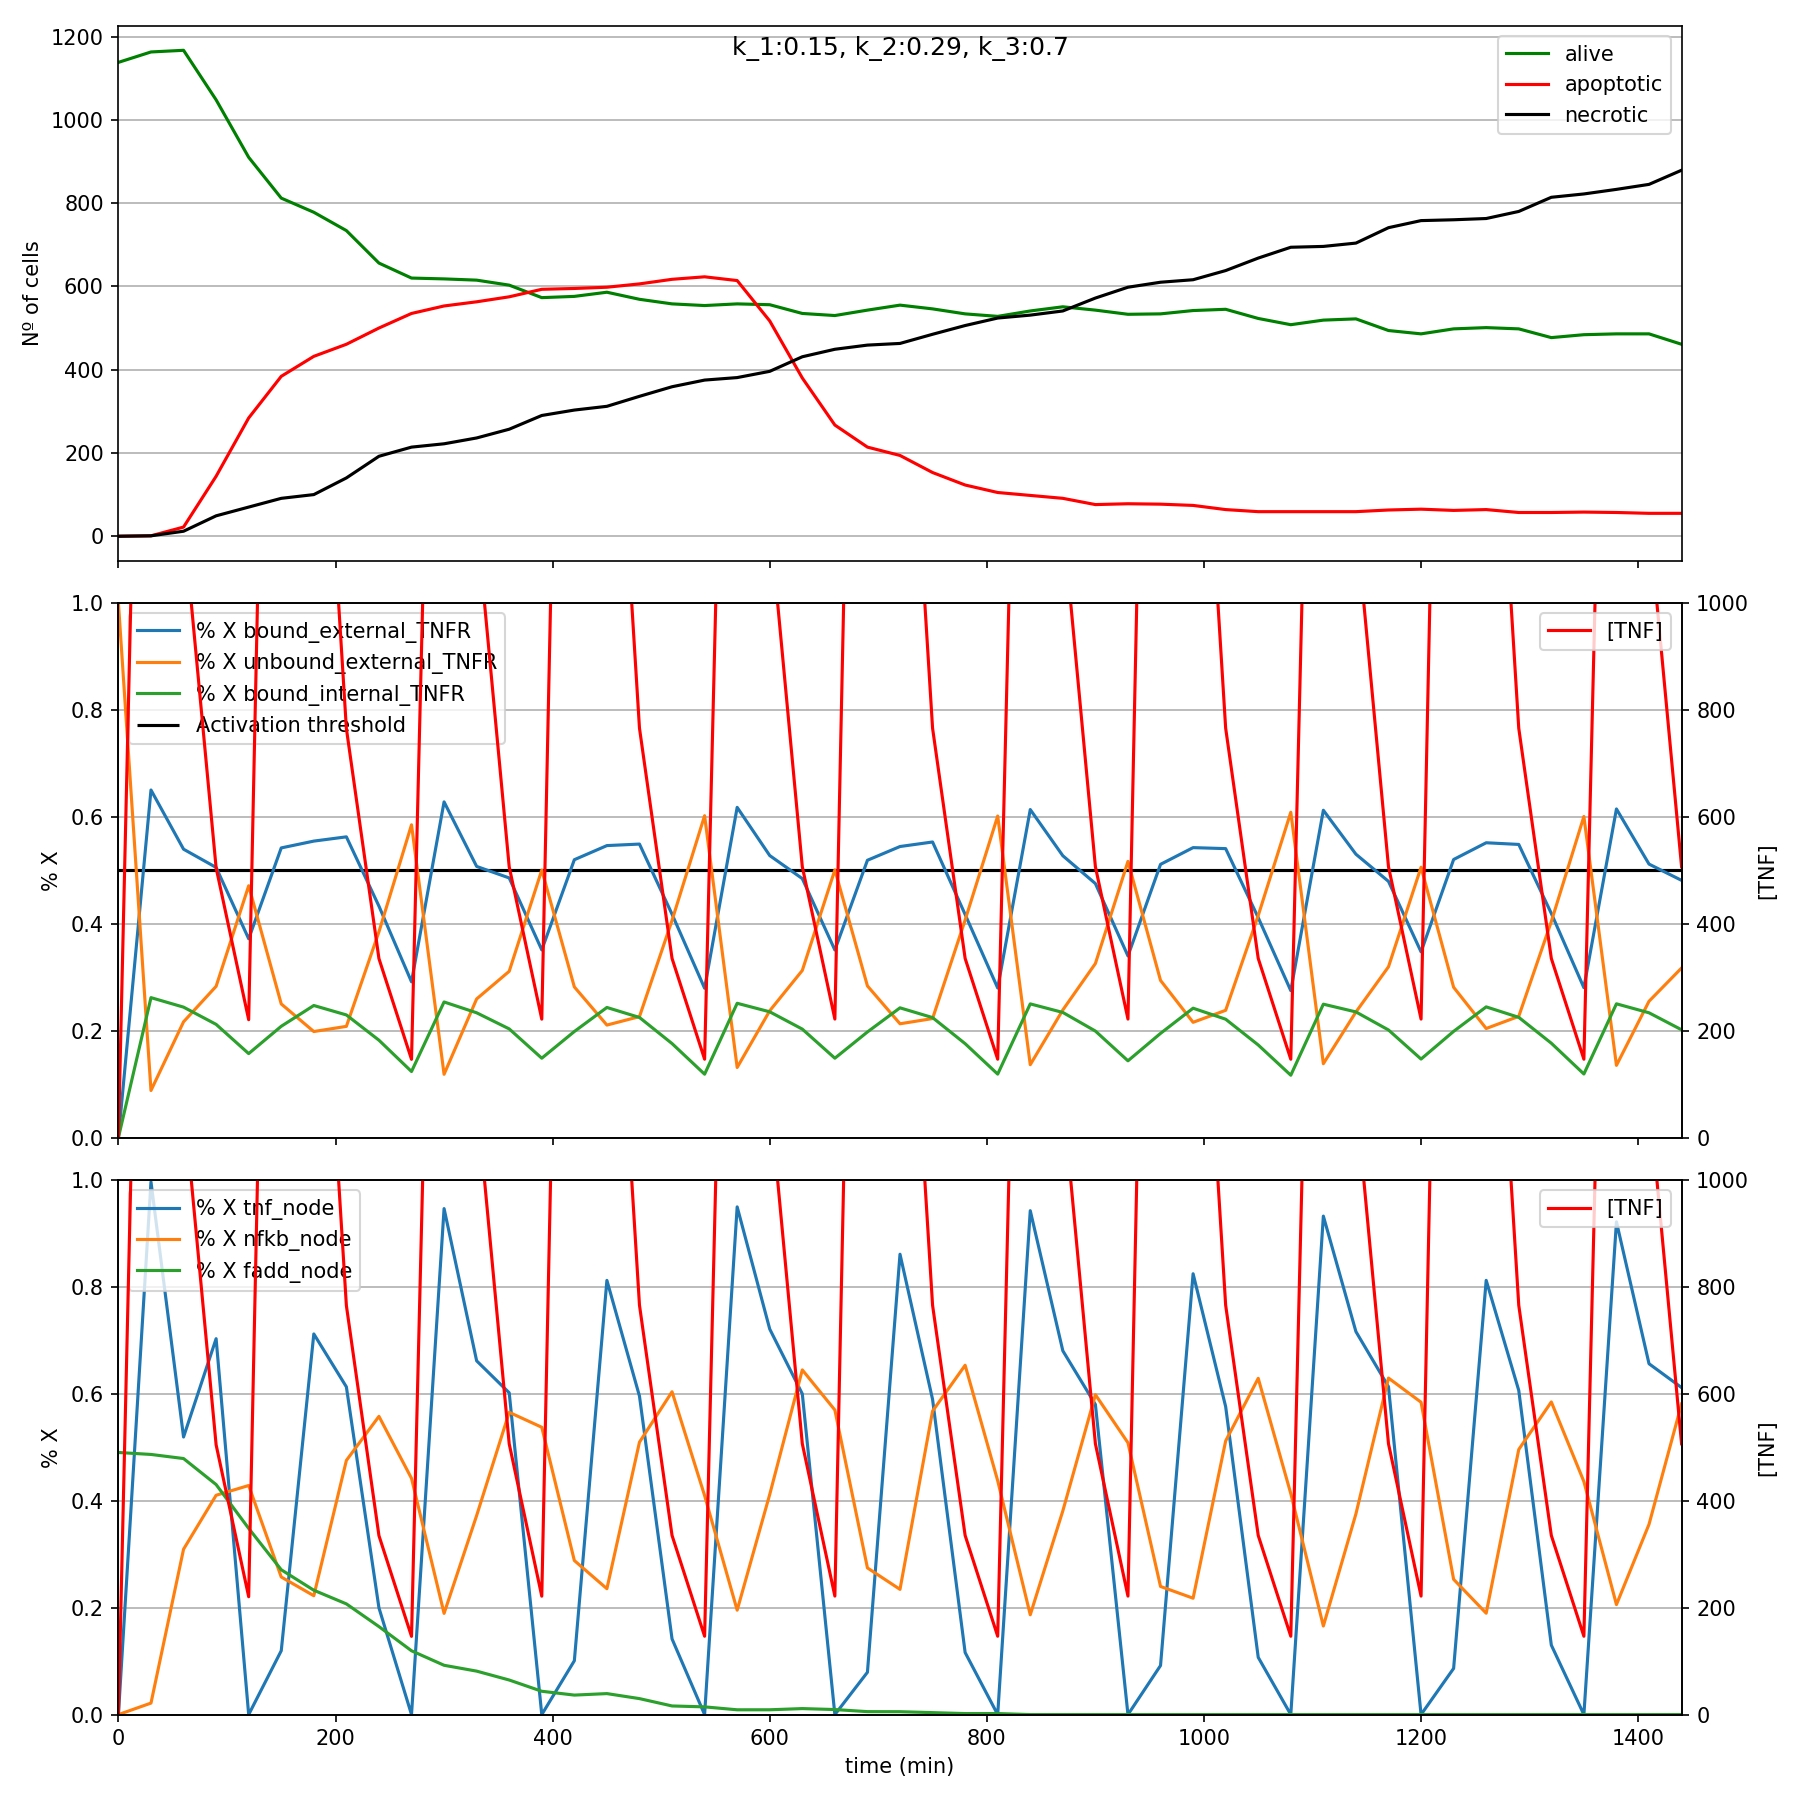 k_1:0.15, k_2:0.29, k_3:0.7
alive
apoptotic
necrotic
1200
1000
800
600
400
200
0
Nº of cells
% X bound_external_TNFR
% X unbound_external_TNFR
% X bound_internal_TNFR
Activation threshold
[TNF]
1.0
0.8
0.6
0.4
0.2
0.0
% X
1000
800
600
400
200
0
[TNF]
% X tnf_node
% X nfkb_node
% X fadd_node
[TNF]
1.0
0.8
0.6
0.4
0.2
0.0
% X
1000
800
600
400
200
0
[TNF]
0 200 400 600 800 1000 1200 1400
time (min)